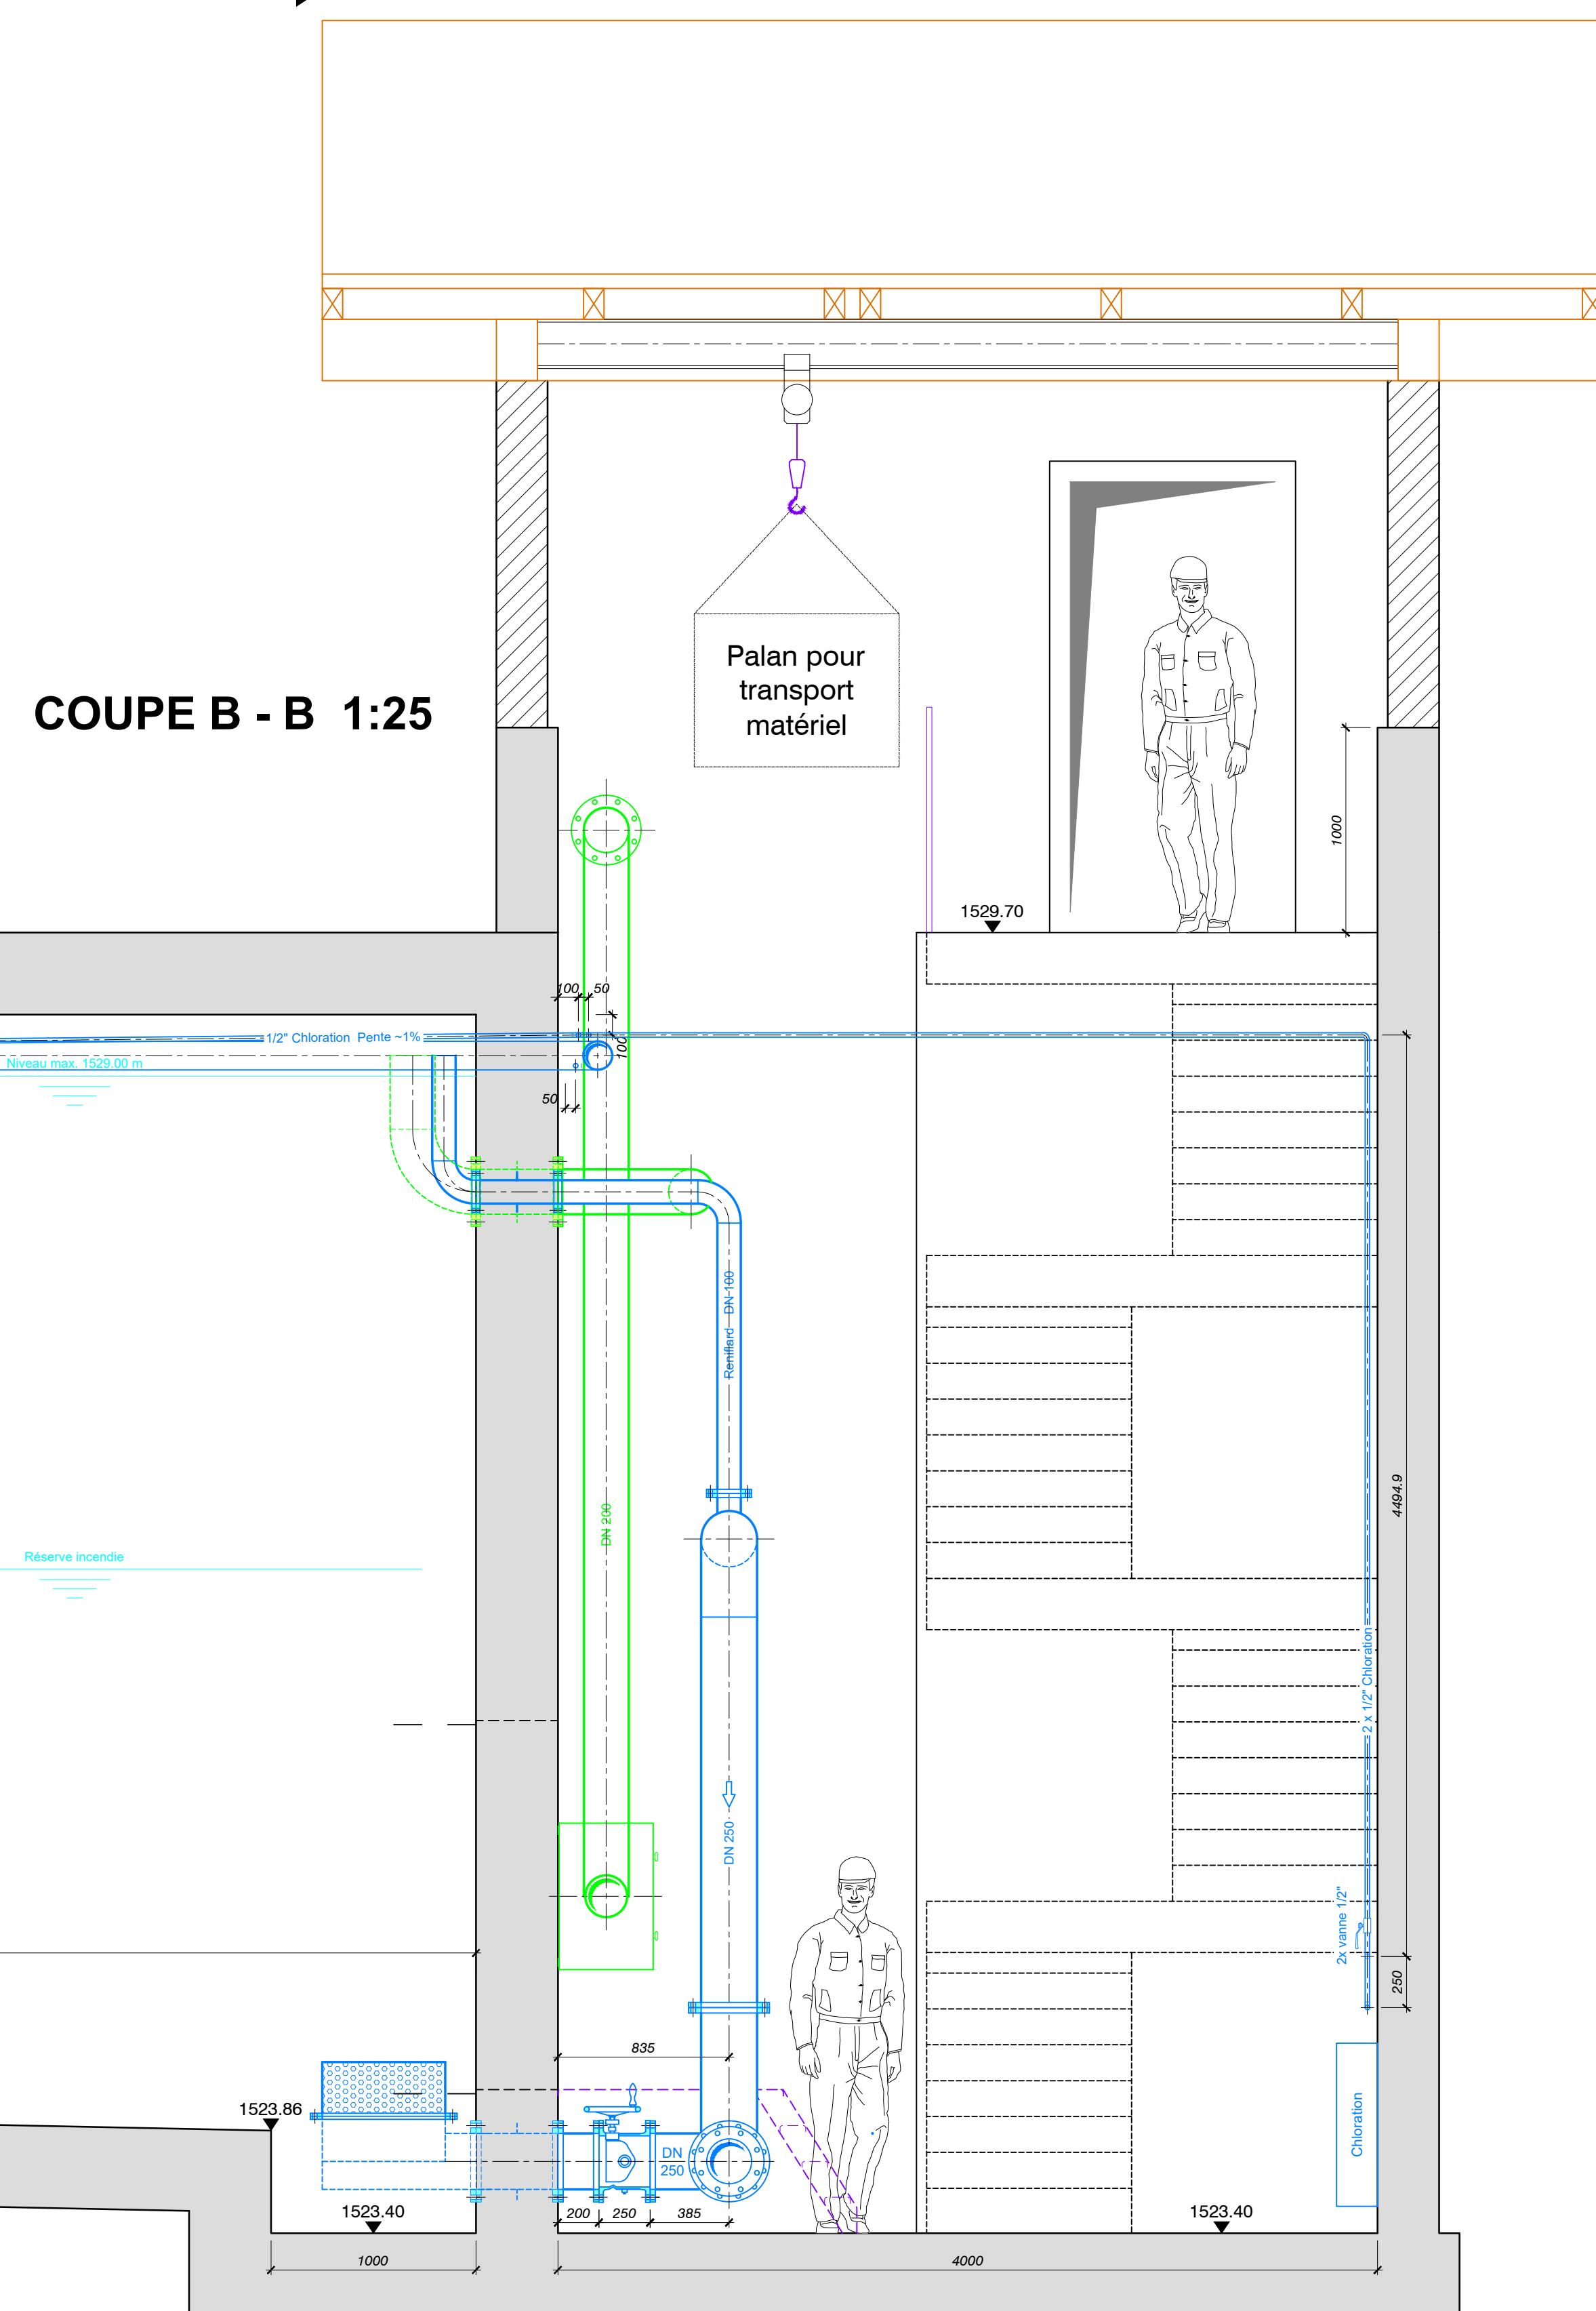 Palan pour
transport
matériel
COUPE B - B 1:25
1000
1529.70
100
50
1/2" Chloration Pente ~1%
100
Niveau max. 1529.00 m
50
Reniflard DN 100
4494.9
DN 200
Réserve incendie
2 x 1/2" Chloration
DN 250
2x vanne 1/2"
250
835
1523.86
Chloration
DN
250
1523.40
200
250
385
1523.40
1000
4000